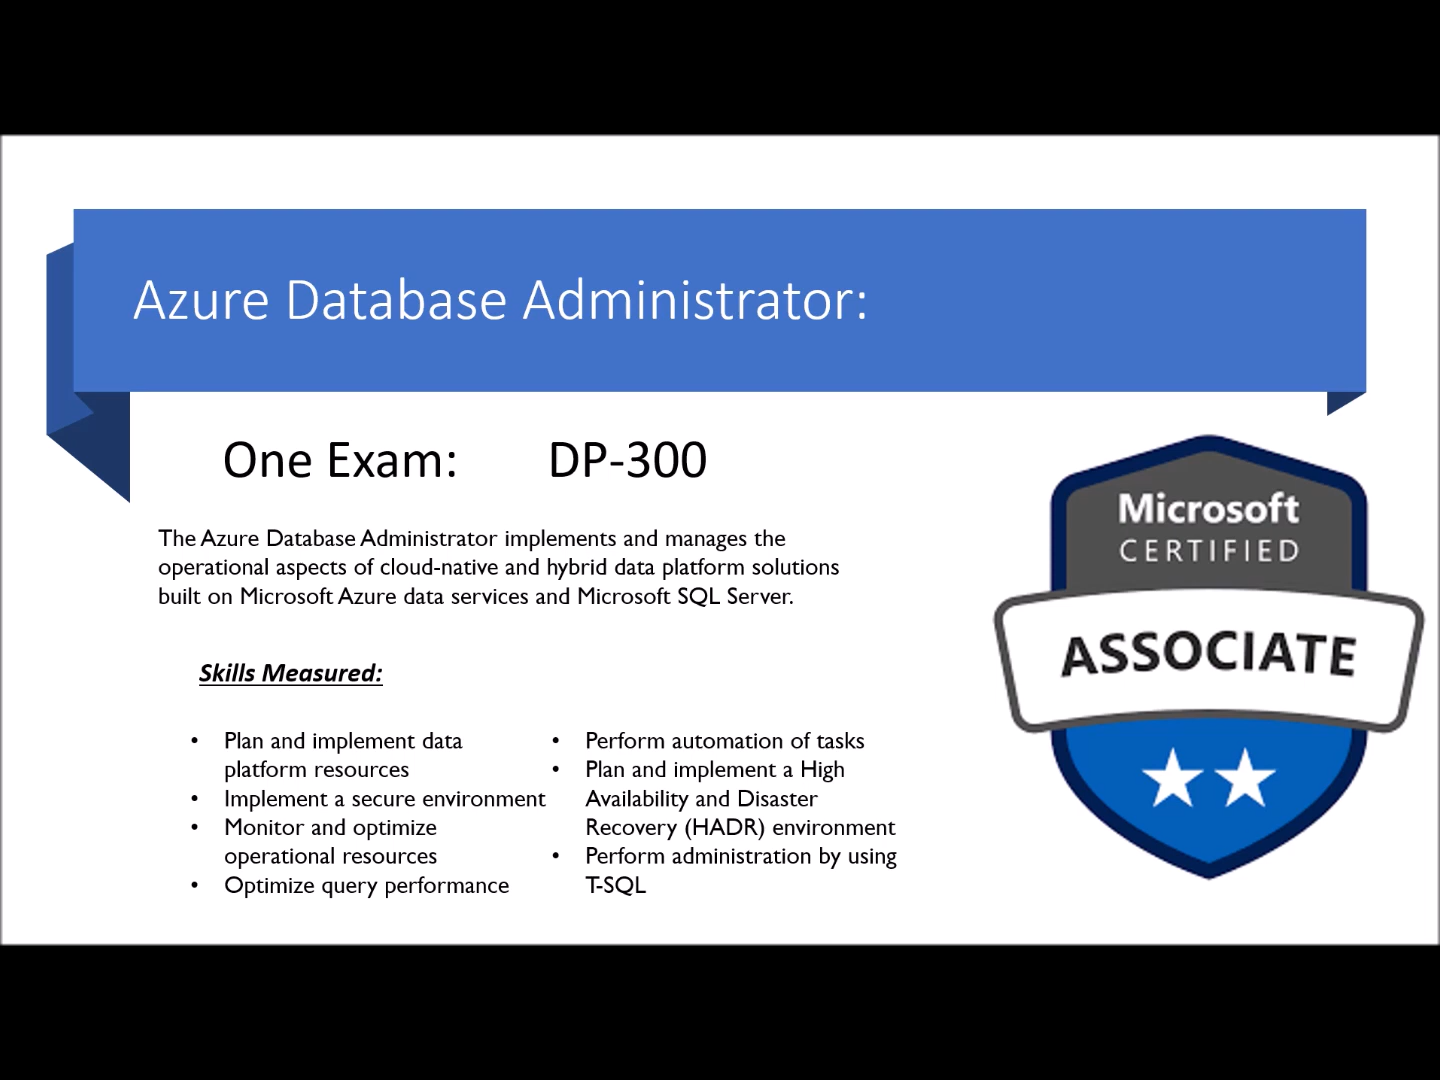 Azure Database Administrator:
One Exam: DP-300
The Azure Database Administrator implements and manages the
operational aspects of cloud-native and hybrid data platform solutions
built on Microsoft Azure data services and Microsoft SQL Server.
Skills Measured:
• Plan and implement data
platform resources
• Implement a secure environment
• Monitor and optimize
operational resources
• Optimize query performance
• Perform automation of tasks
• Plan and implement a High
Availability and Disaster
Recovery (HADR) environment
• Perform administration by using
T-SQL
Microsoft
CERTIFIED
ASSOCIATE